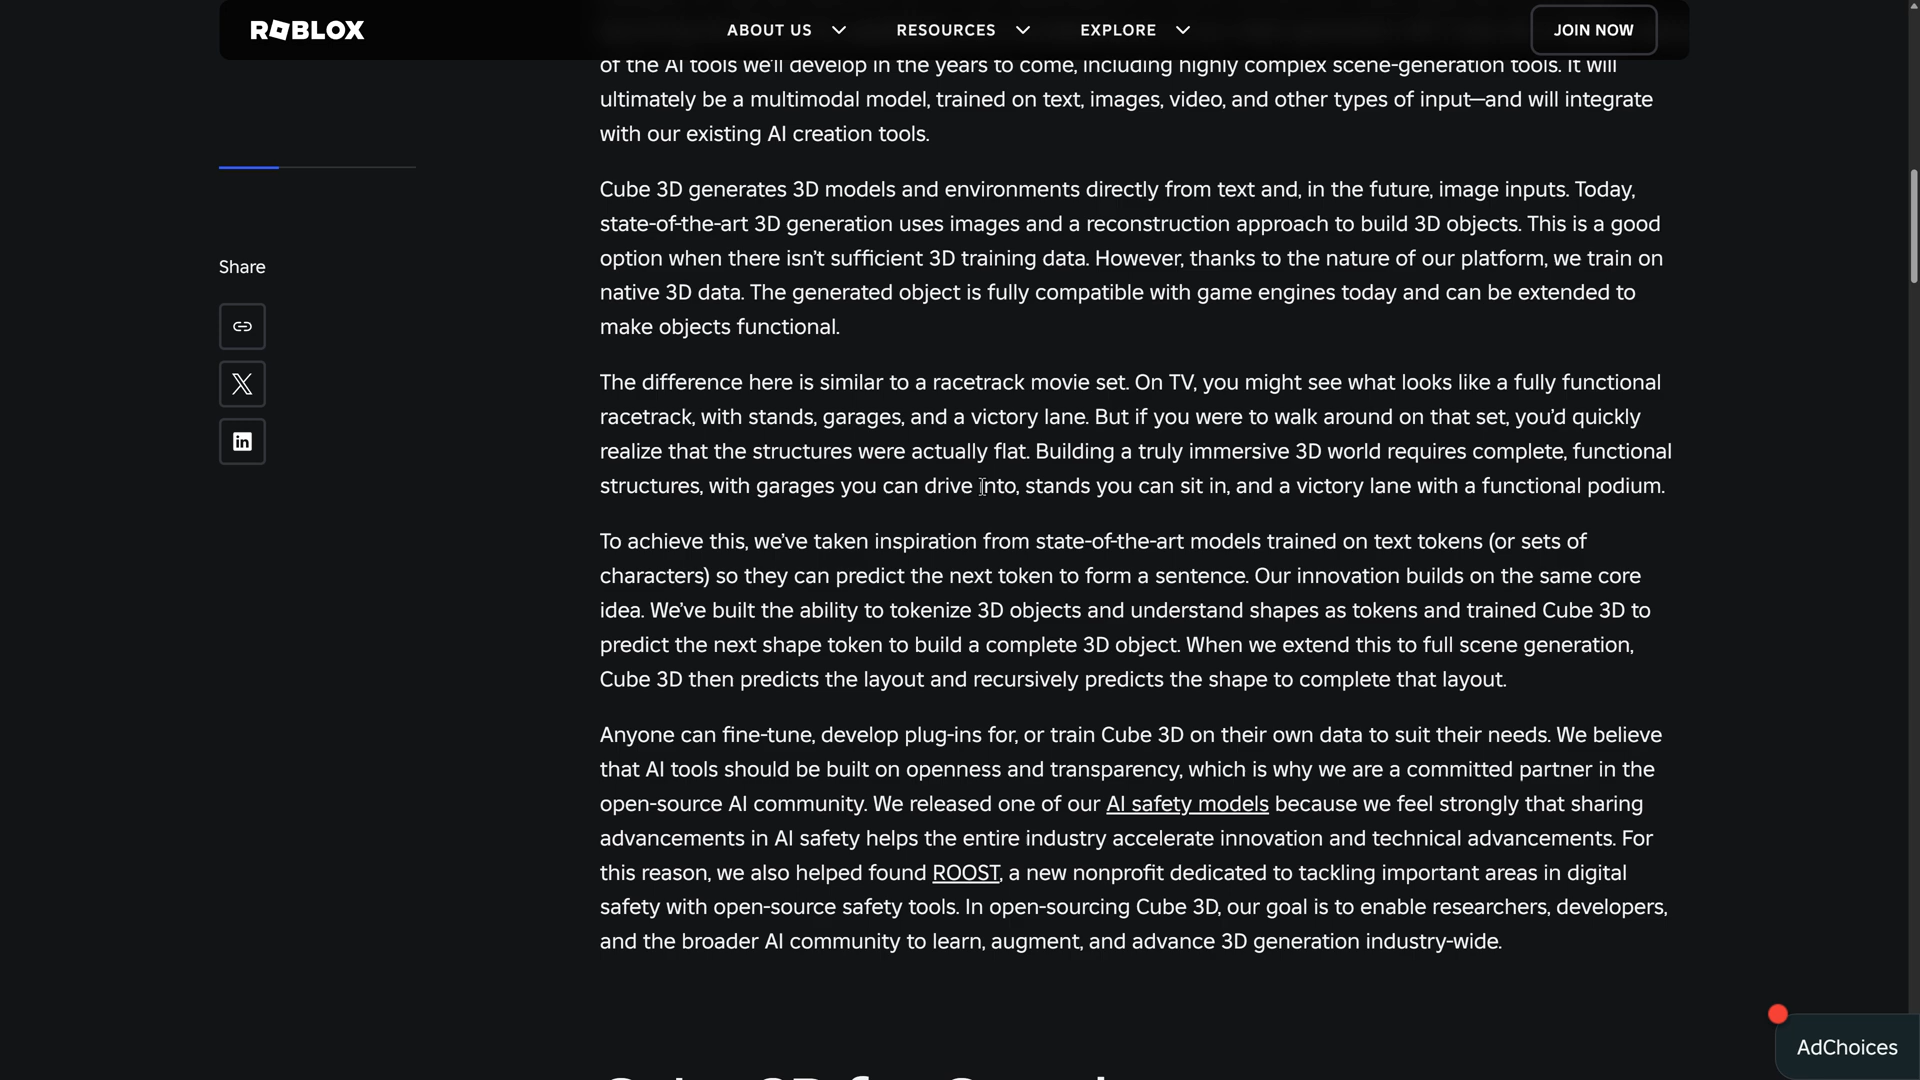 ROBLOX
ABOUT US
RESOURCES
EXPLORE
JOIN NOW
of the AI tools we'll develop in the years to come, including highly complex scene-generation tools. It will
ultimately be a multimodal model, trained on text, images, video, and other types of input—and will integrate
with our existing AI creation tools.
Share
Cube 3D generates 3D models and environments directly from text and, in the future, image inputs. Today,
state-of-the-art 3D generation uses images and a reconstruction approach to build 3D objects. This is a good
option when there isn't sufficient 3D training data. However, thanks to the nature of our platform, we train on
native 3D data. The generated object is fully compatible with game engines today and can be extended to
make objects functional.
The difference here is similar to a racetrack movie set. On TV, you might see what looks like a fully functional
racetrack, with stands, garages, and a victory lane. But if you were to walk around on that set, you'd quickly
realize that the structures were actually flat. Building a truly immersive 3D world requires complete, functional
structures, with garages you can drive into, stands you can sit in, and a victory lane with a functional podium.
To achieve this, we've taken inspiration from state-of-the-art models trained on text tokens (or sets of
characters) so they can predict the next token to form a sentence. Our innovation builds on the same core
idea. We've built the ability to tokenize 3D objects and understand shapes as tokens and trained Cube 3D to
predict the next shape token to build a complete 3D object. When we extend this to full scene generation,
Cube 3D then predicts the layout and recursively predicts the shape to complete that layout.
Anyone can fine-tune, develop plug-ins for, or train Cube 3D on their own data to suit their needs. We believe
that AI tools should be built on openness and transparency, which is why we are a committed partner in the
open-source AI community. We released one of our AI safety models because we feel strongly that sharing
advancements in AI safety helps the entire industry accelerate innovation and technical advancements. For
this reason, we also helped found ROOST, a new nonprofit dedicated to tackling important areas in digital
safety with open-source safety tools. In open-sourcing Cube 3D, our goal is to enable researchers, developers,
and the broader AI community to learn, augment, and advance 3D generation industry-wide.
AdChoices